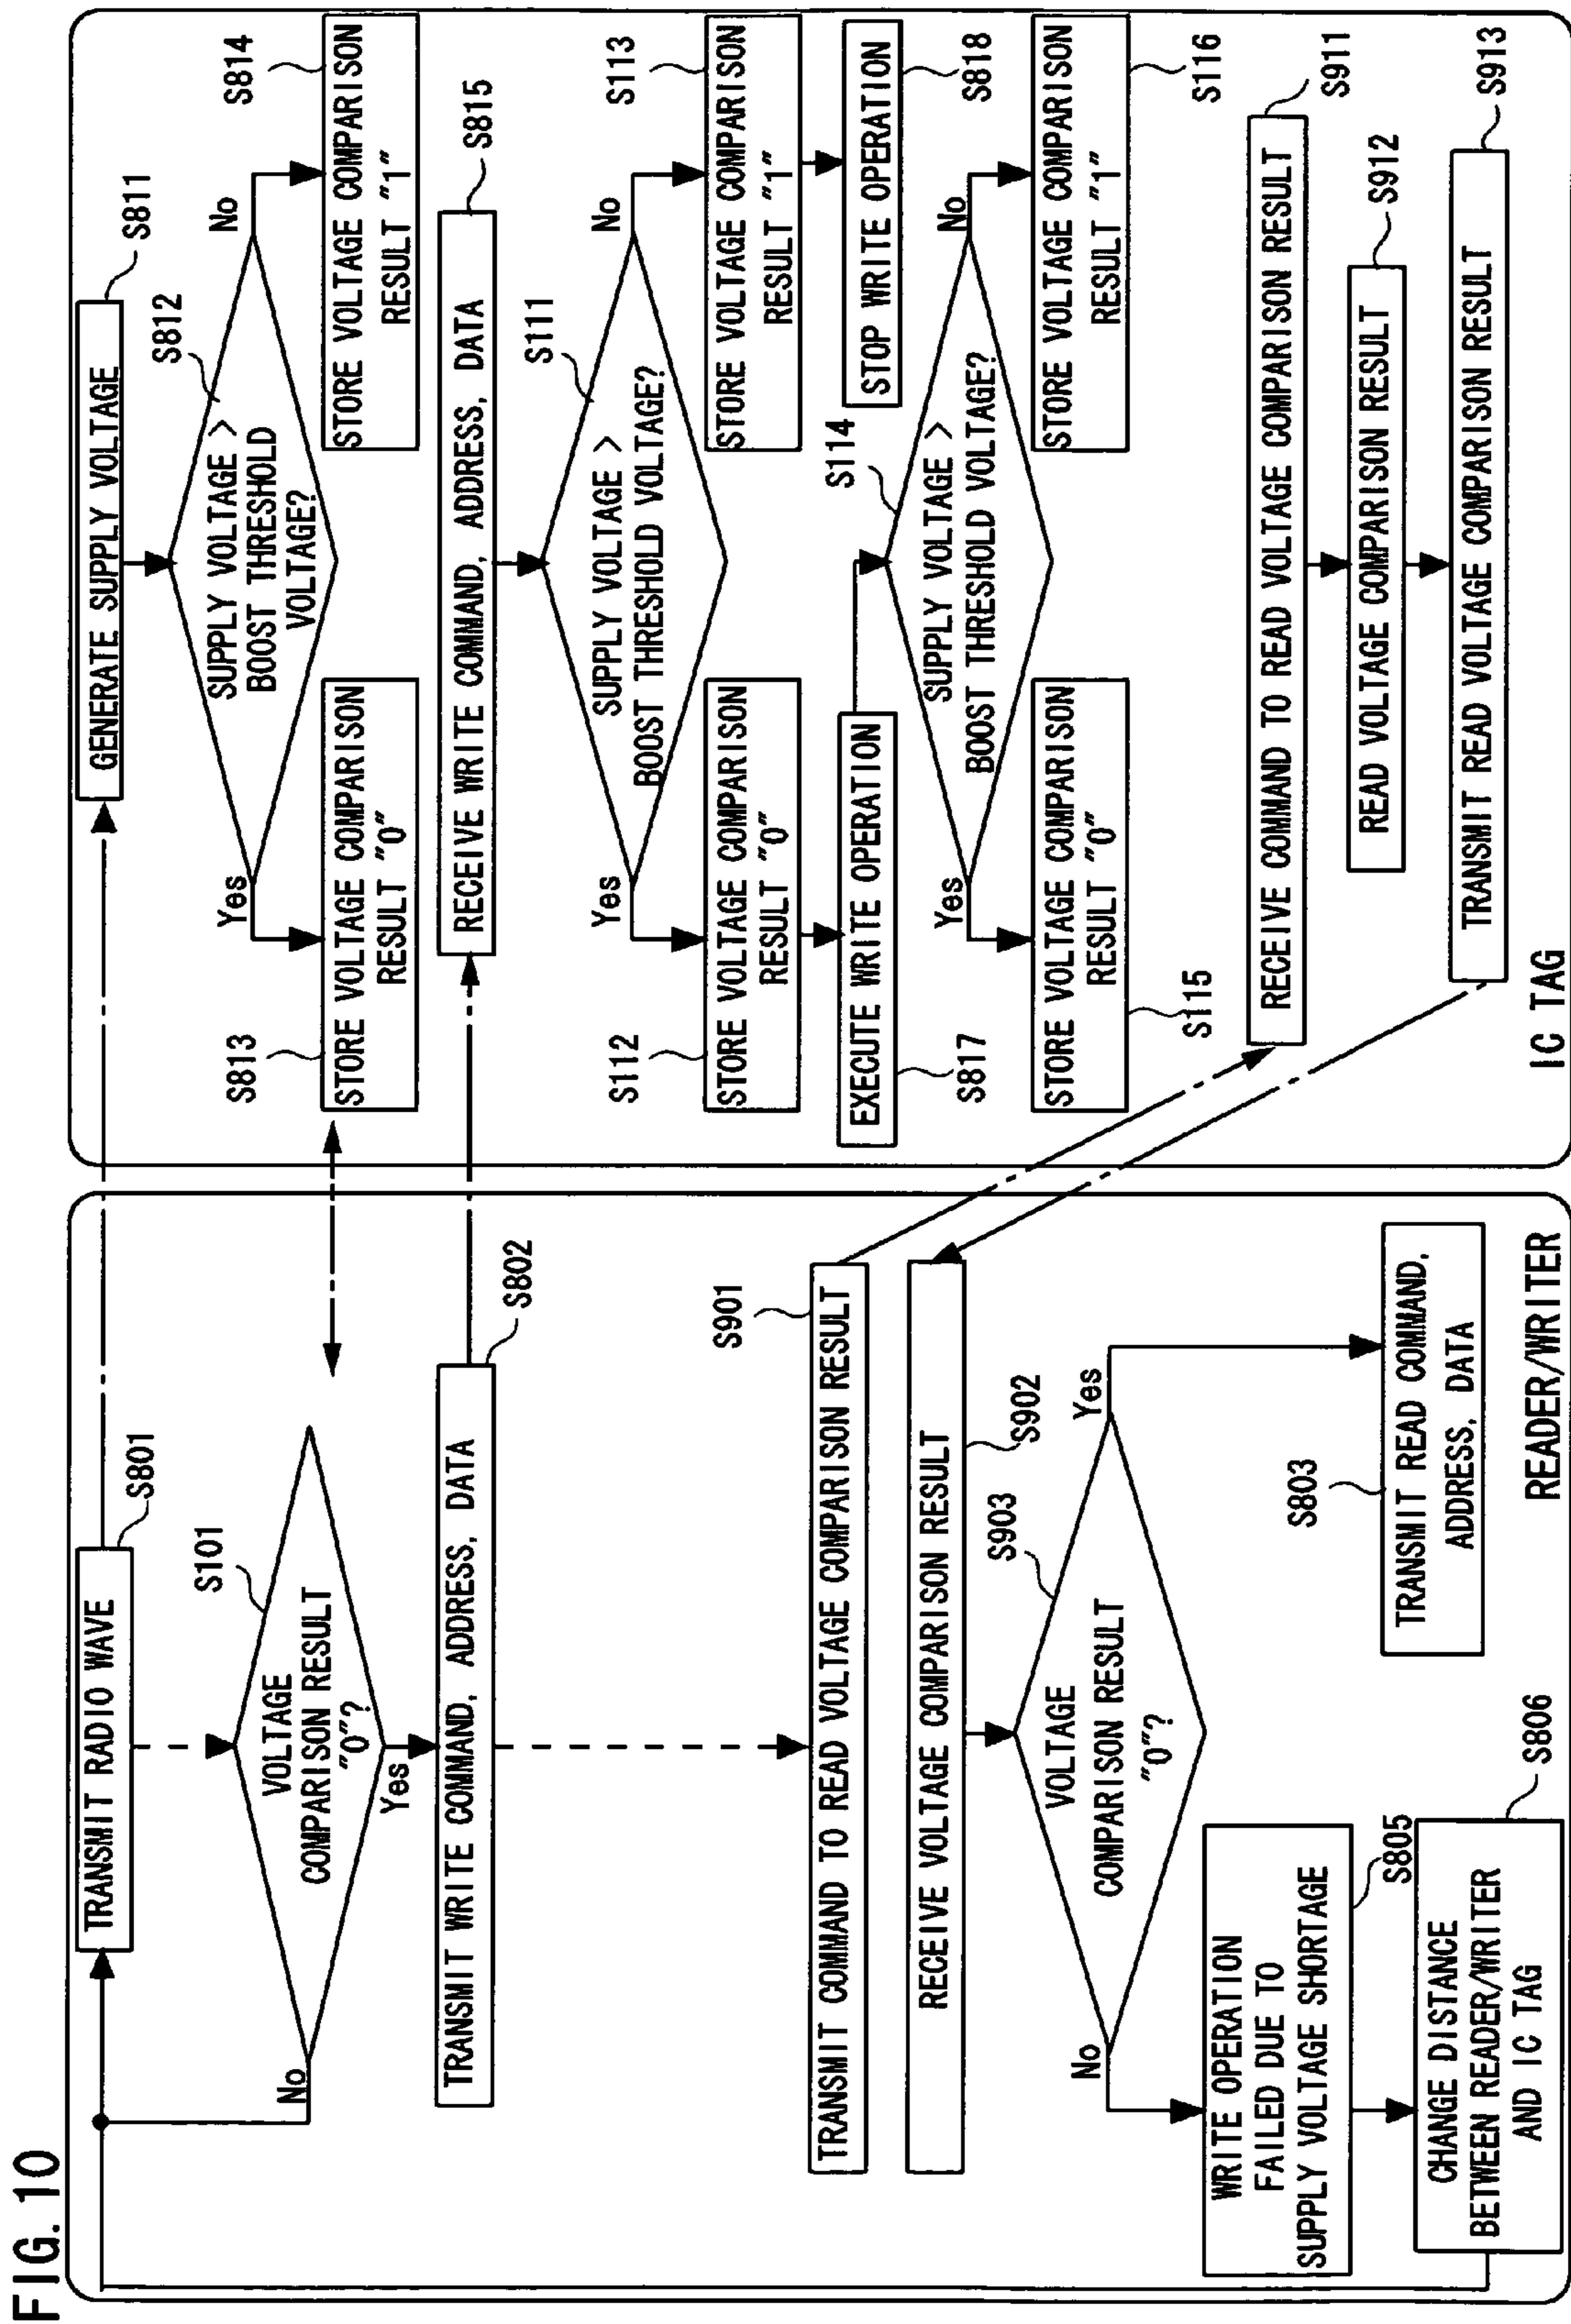 FIG. 10
TRANSMIT RADIO WAVE
S801
S101
VOLTAGE
COMPARISON RESULT
"0"?
No
Yes
TRANSMIT WRITE COMMAND, ADDRESS, DATA
S802
S901
TRANSMIT COMMAND TO READ VOLTAGE COMPARISON RESULT
RECEIVE VOLTAGE COMPARISON RESULT
S902
S903
VOLTAGE
COMPARISON RESULT
"0"?
No
Yes
WRITE OPERATION
FAILED DUE TO
SUPPLY VOLTAGE SHORTAGE
S805
CHANGE DISTANCE
BETWEEN READER/WRITER
AND IC TAG
S806
S803
TRANSMIT READ COMMAND,
ADDRESS, DATA
READER/WRITER
GENERATE SUPPLY VOLTAGE
S811
S812
SUPPLY VOLTAGE >
BOOST THRESHOLD
VOLTAGE?
Yes
No
S813
STORE VOLTAGE COMPARISON
RESULT "0"
S814
STORE VOLTAGE COMPARISON
RESULT "1"
RECEIVE WRITE COMMAND, ADDRESS, DATA
S815
S111
SUPPLY VOLTAGE >
BOOST THRESHOLD VOLTAGE?
Yes
No
S112
STORE VOLTAGE COMPARISON
RESULT "0"
S113
STORE VOLTAGE COMPARISON
RESULT "1"
EXECUTE WRITE OPERATION
S817
STOP WRITE OPERATION
S818
S114
SUPPLY VOLTAGE >
BOOST THRESHOLD VOLTAGE?
Yes
No
STORE VOLTAGE COMPARISON
RESULT "0"
S115
STORE VOLTAGE COMPARISON
RESULT "1"
S116
RECEIVE COMMAND TO READ VOLTAGE COMPARISON RESULT
S911
READ VOLTAGE COMPARISON RESULT
S912
TRANSMIT READ VOLTAGE COMPARISON RESULT
S913
IC TAG